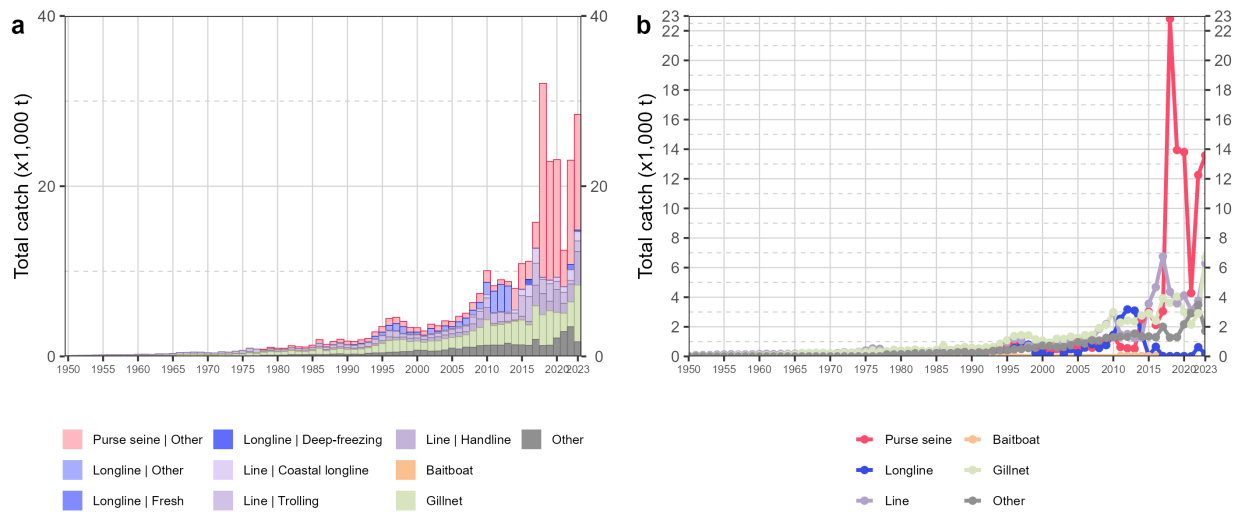 a
Total catch (x1,000 t)
40
20
0
40
20
0
1950 1955 1960 1965 1970 1975 1980 1985 1990 1995 2000 2005 2010 2015 2020 2023
Purse seine | Other
Longline | Other
Longline | Fresh
Longline | Deep-freezing
Line | Coastal longline
Line | Trolling
Line | Handline
Baitboat
Gillnet
Other
b
Total catch (x1,000 t)
23
22
20
18
16
14
12
10
8
6
4
2
0
23
22
20
18
16
14
12
10
8
6
4
2
0
1950 1955 1960 1965 1970 1975 1980 1985 1990 1995 2000 2005 2010 2015 2020 2023
Purse seine
Longline
Line
Baitboat
Gillnet
Other